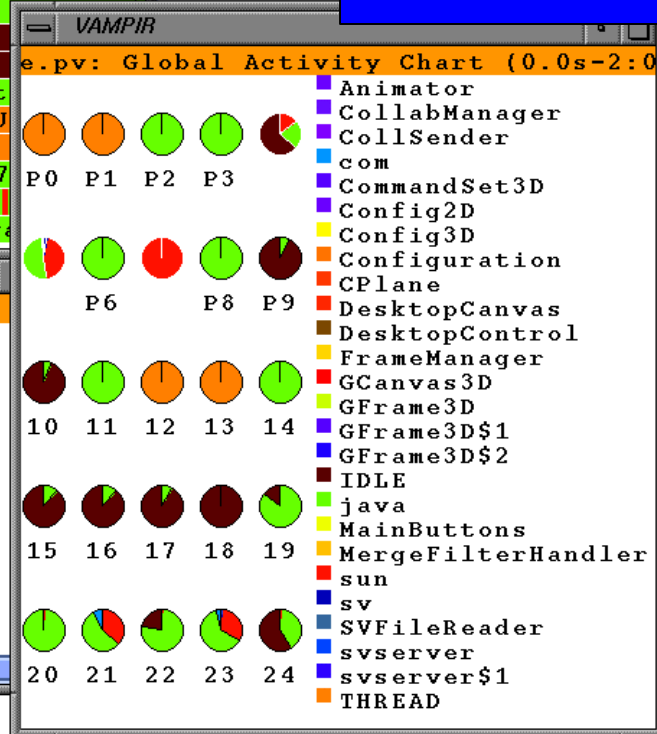 VAMPIR
e.pv: Global Activity Chart (0.0s-2:0
P0 P1 P2 P3
P6 P8 P9
10 11 12 13 14
15 16 17 18 19
20 21 22 23 24
Animator
CollabManager
CollSender
com
CommandSet3D
Config2D
Config3D
Configuration
CPlane
DesktopCanvas
DesktopControl
FrameManager
GCanvas3D
GFrame3D
GFrame3D$1
GFrame3D$2
IDLE
java
MainButtons
MergeFilterHandler
sun
sv
SVFileReader
svserver
svserver$1
THREAD